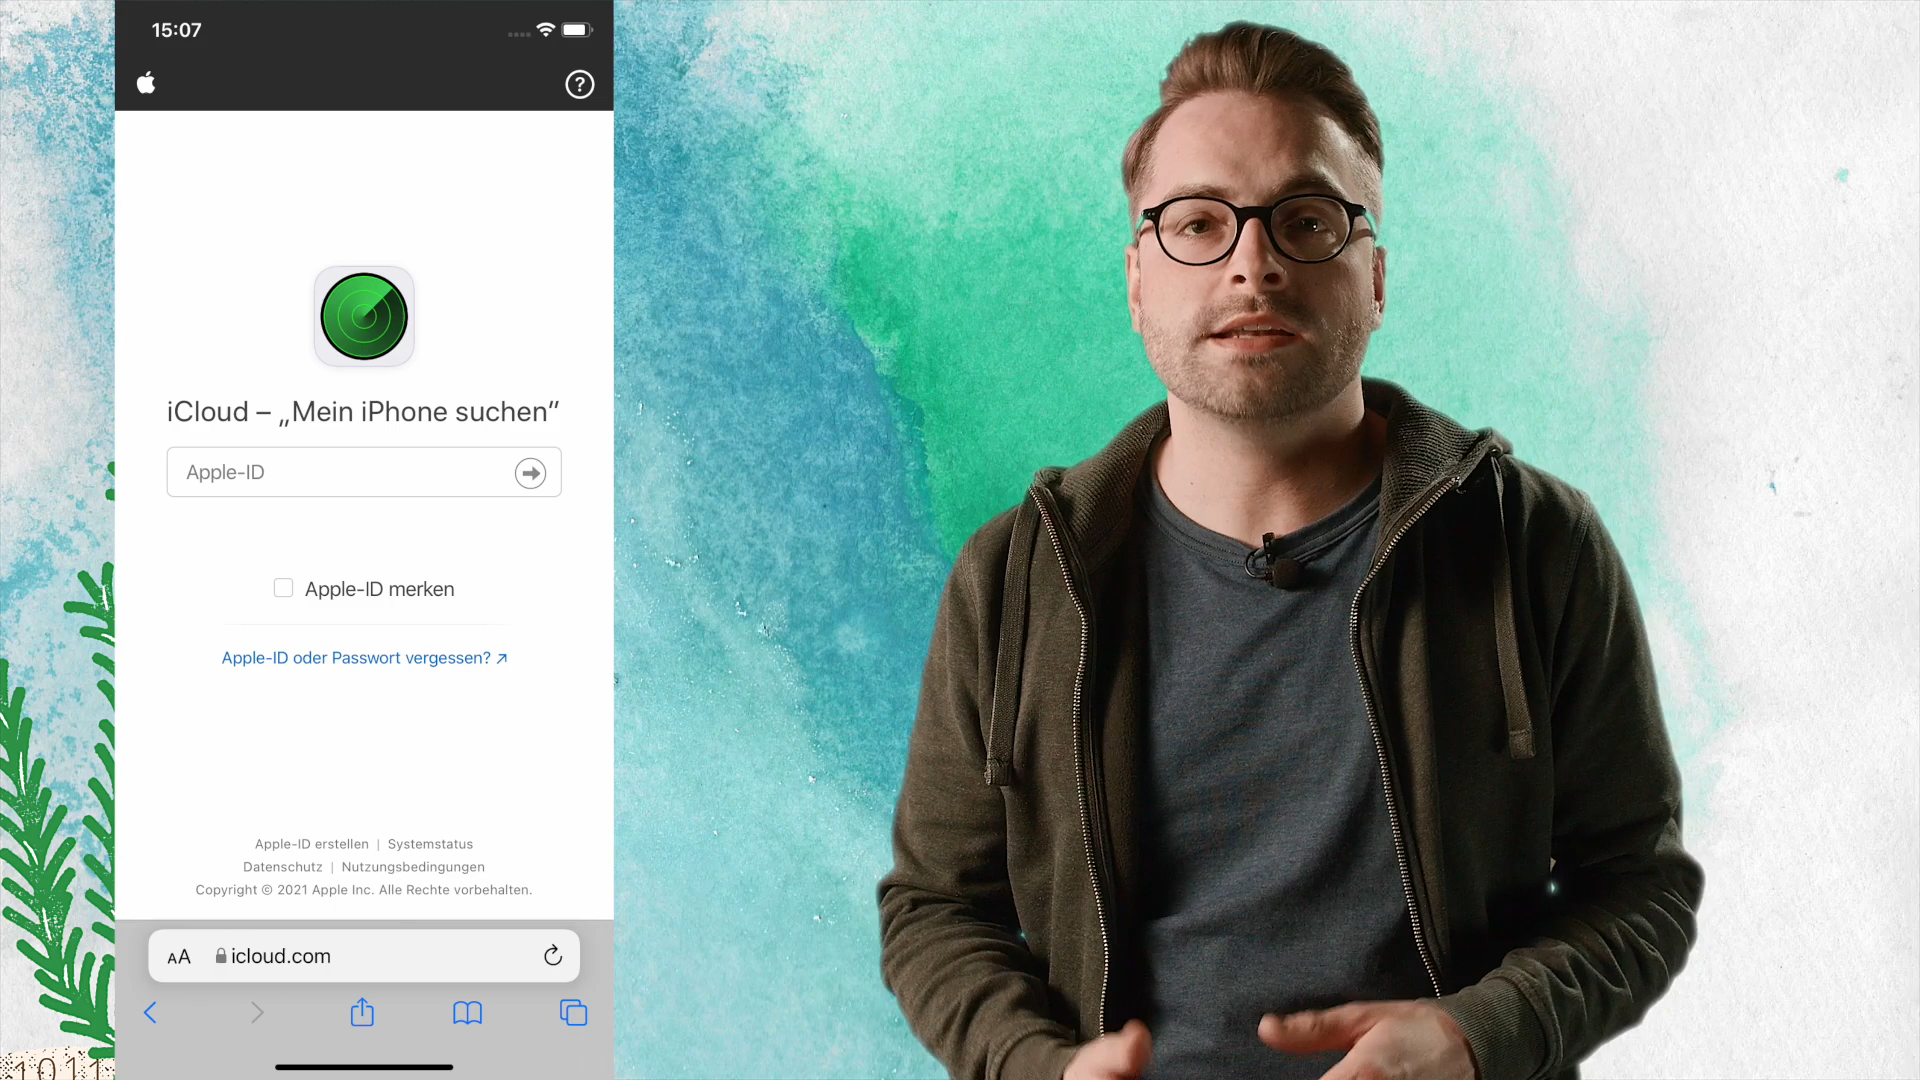 15:07
iCloud – „Mein iPhone suchen”
Apple-ID
Apple-ID merken
Apple-ID oder Passwort vergessen? ↗
Apple-ID erstellen | Systemstatus
Datenschutz | Nutzungsbedingungen
Copyright © 2021 Apple Inc. Alle Rechte vorbehalten.
AA icloud.com
1011